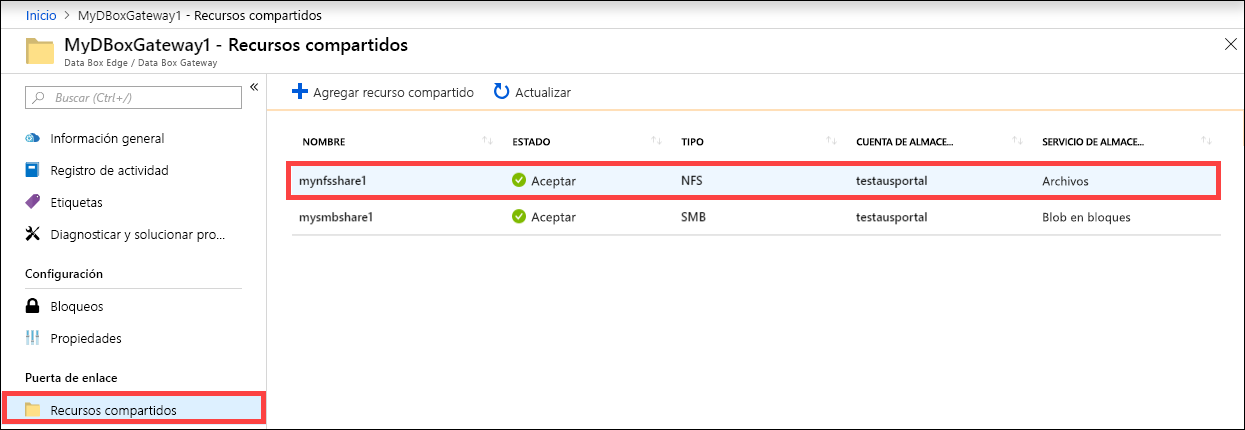 Inicio > MyDBoxGateway1 - Recursos compartidos
MyDBoxGateway1 - Recursos compartidos
Data Box Edge / Data Box Gateway
Buscar (Ctrl+/)
Información general
Registro de actividad
Etiquetas
Diagnosticar y solucionar pro...
Configuración
Bloqueos
Propiedades
Puerta de enlace
Recursos compartidos
Agregar recurso compartido Actualizar
NOMBRE ESTADO TIPO CUENTA DE ALMACE... SERVICIO DE ALMACE...
mynfsshare1 Aceptar NFS testausportal Archivos
mysmbshare1 Aceptar SMB testausportal Blob en bloques